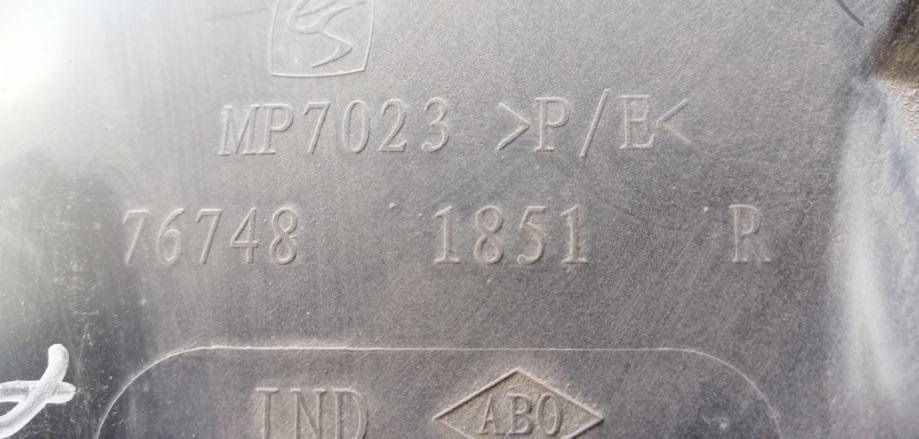 MP7023 >P/E<
76748 1851 R
IND ABO